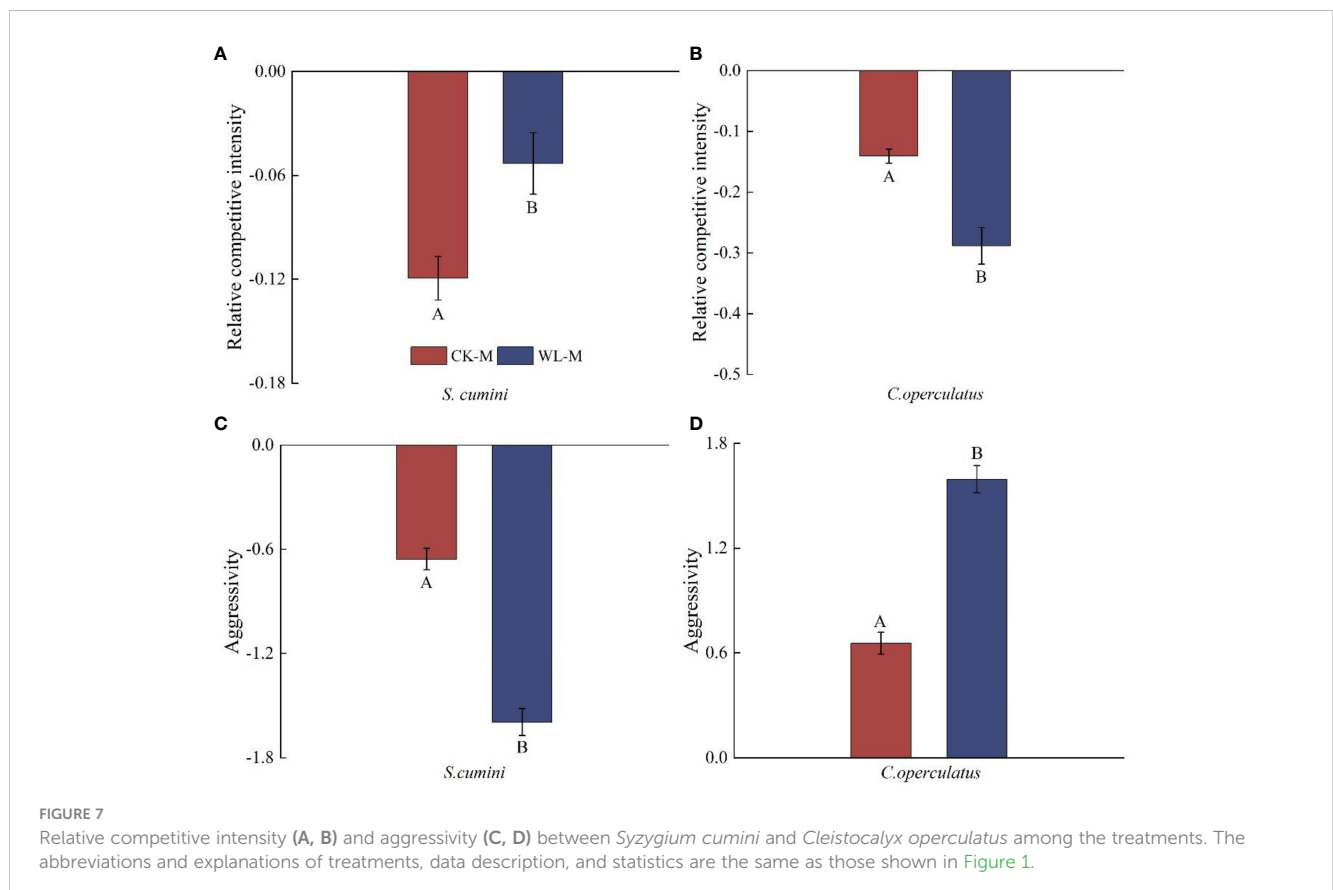 A
0.00
-0.06
-0.12
-0.18
Relative competitive intensity
A
B
CK-M WL-M
S. cumini
B
0.0
-0.1
-0.2
-0.3
-0.4
-0.5
Relative competitive intensity
A
B
C.operculatus
C
0.0
-0.6
-1.2
-1.8
Aggressivity
A
B
S.cumini
D
1.8
1.2
0.6
0.0
Aggressivity
A
B
C.operculatus
FIGURE 7
Relative competitive intensity (A, B) and aggressivity (C, D) between Syzygium cumini and Cleistocalyx operculatus among the treatments. The
abbreviations and explanations of treatments, data description, and statistics are the same as those shown in Figure 1.